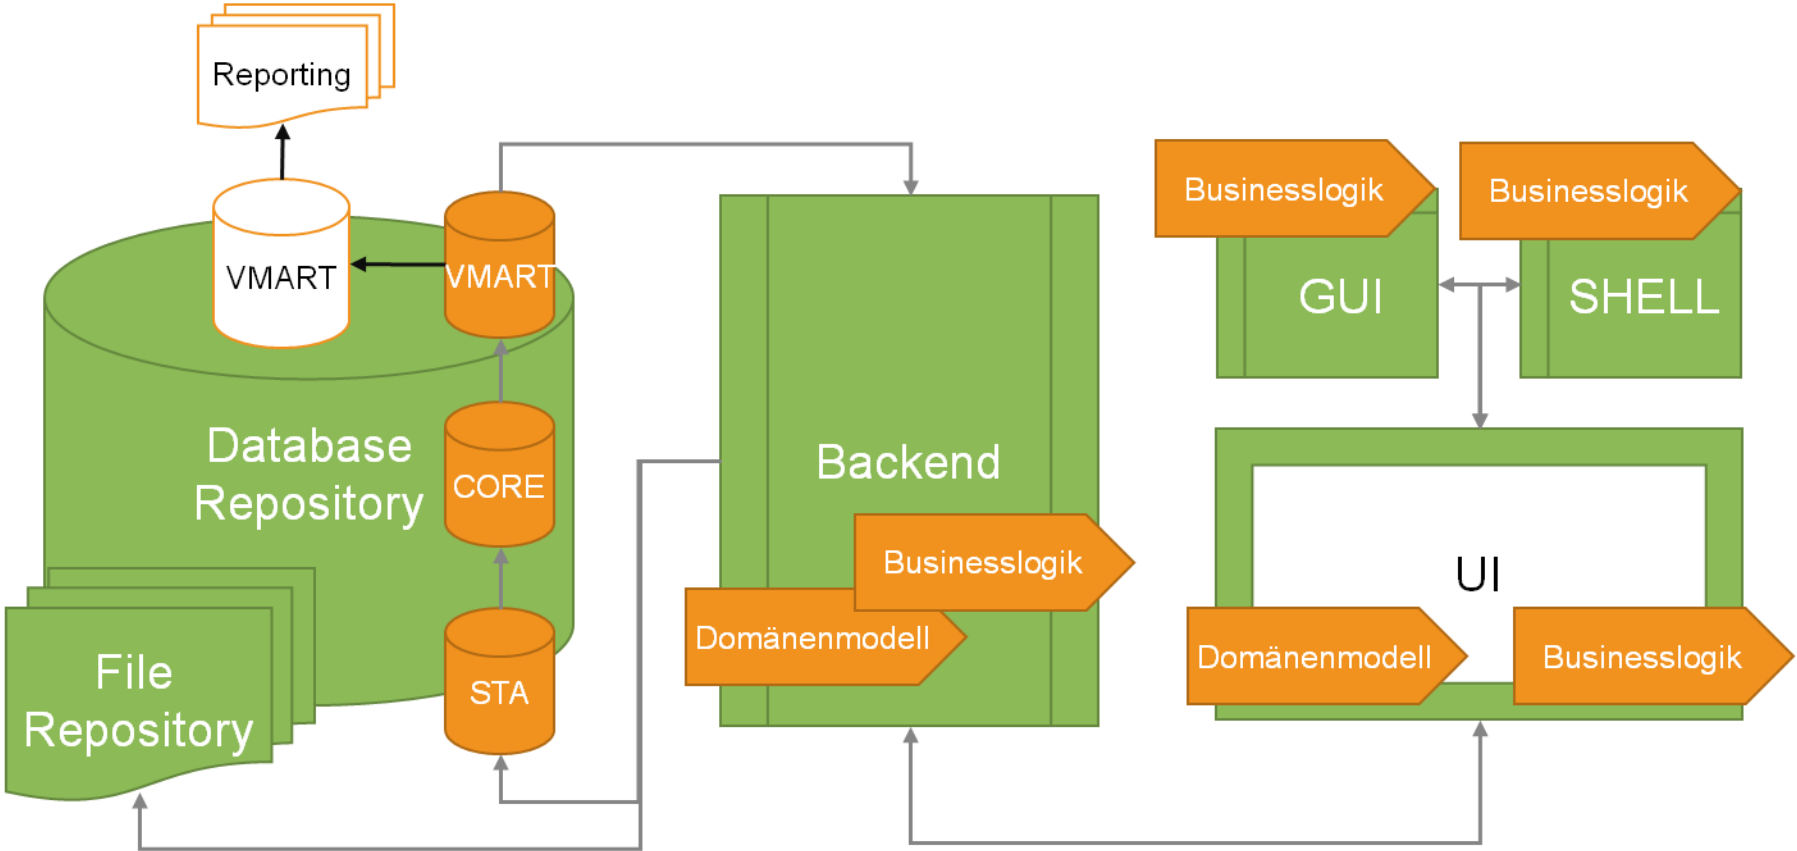 Reporting
VMART
VMART
Database
Repository
CORE
STA
File
Repository
Backend
Businesslogik
Domänenmodell
Businesslogik
Businesslogik
GUI
SHELL
UI
Domänenmodell
Businesslogik